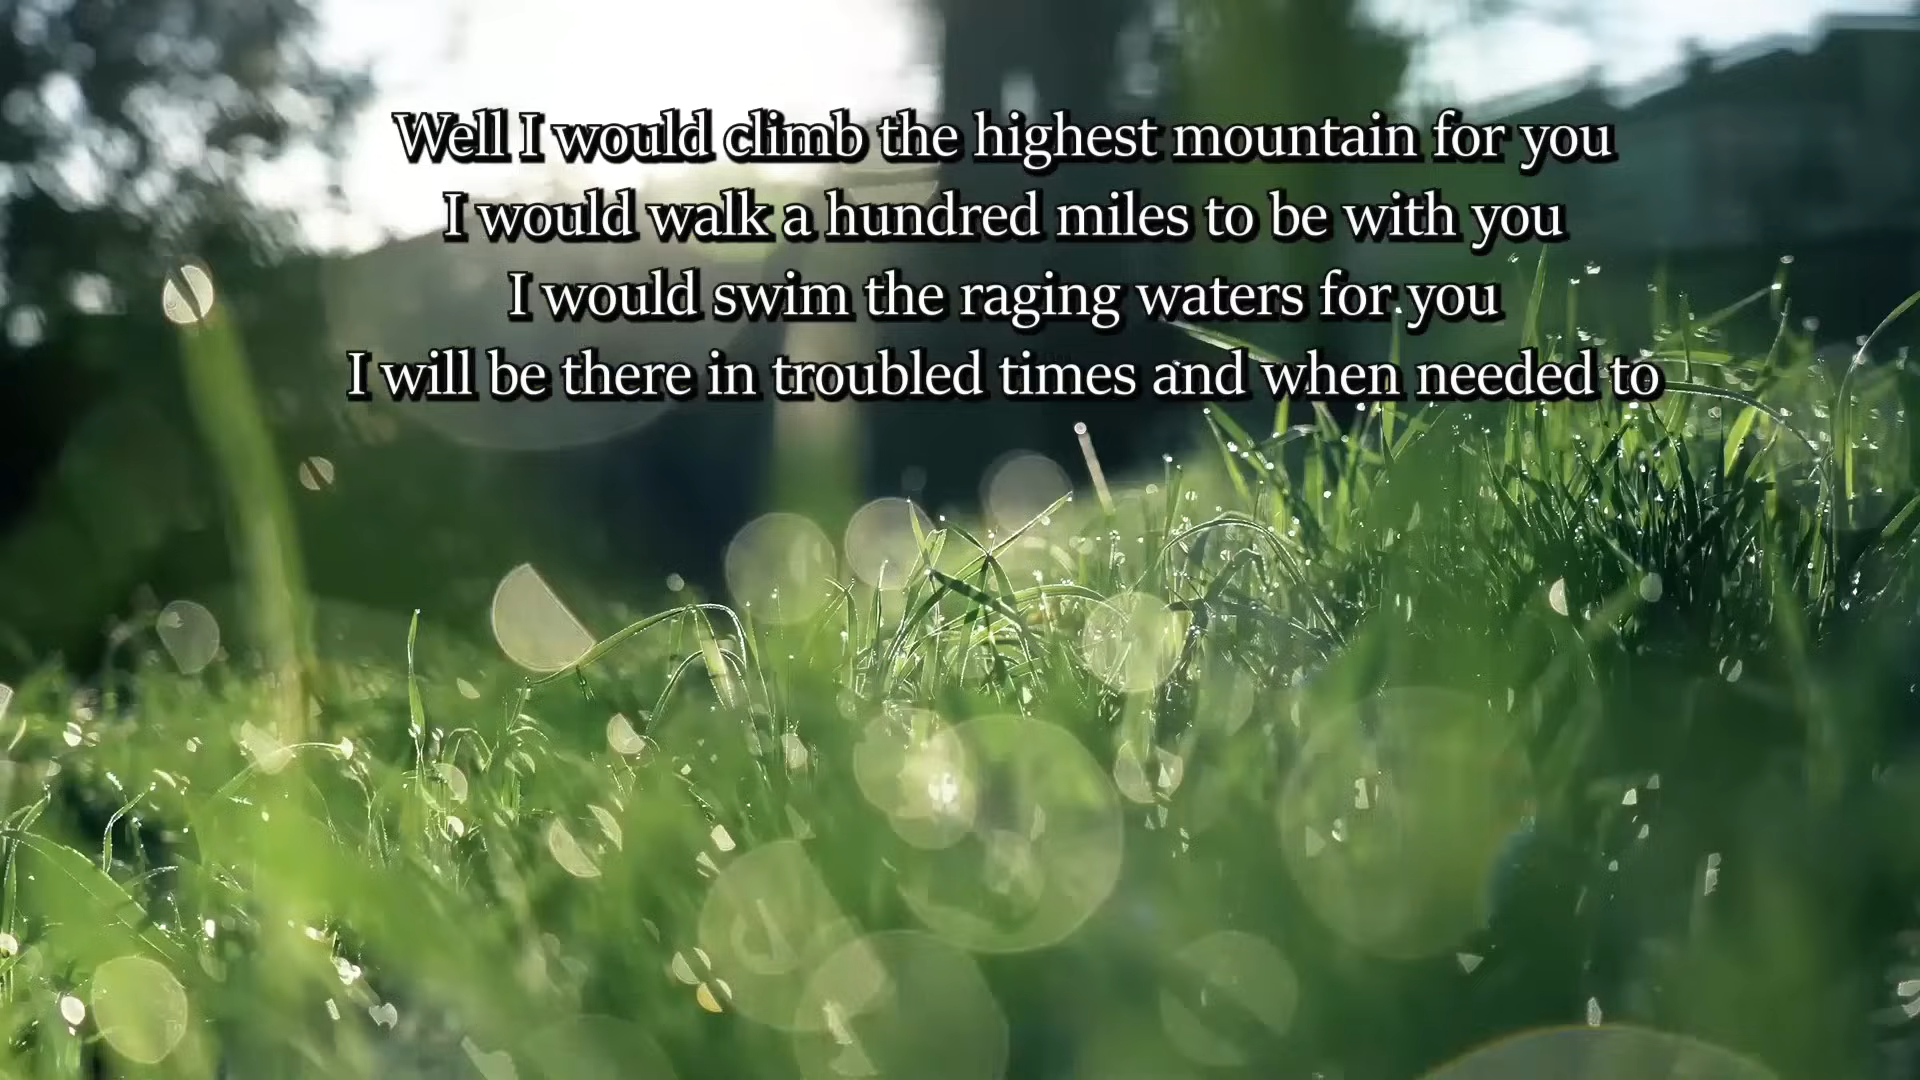 Well I would climb the highest mountain for you
I would walk a hundred miles to be with you
I would swim the raging waters for you
I will be there in troubled times and when needed to